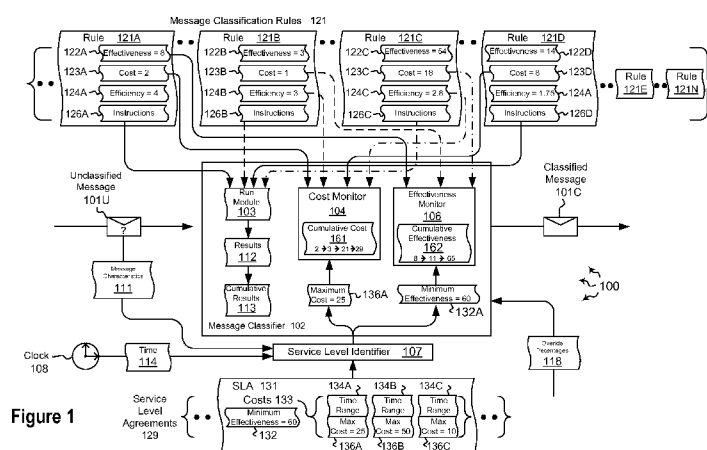 Message Classification Rules 121
Rule 121A
122A
Effectiveness = 8
123A
Cost = 2
124A
Efficiency = 4
126A
Instructions
Rule 121B
122B
Effectiveness = 3
123B
Cost = 1
124B
Efficiency = 3
126B
Instructions
Rule 121C
122C
Effectiveness = 54
123C
Cost = 18
124C
Efficiency = 2.8
126C
Instructions
Rule 121D
Effectiveness = 14
122D
Cost = 8
123D
Efficiency = 1.75
124A
Instructions
126D
Rule
121E
Rule
121N
Unclassified
Message
101U
?
Message
Characteristics
111
Run
Module
103
Results
112
Cumulative
Results
113
Cost Monitor
104
Cumulative Cost
161
2 → 3 → 21 → 29
Effectiveness
Monitor
106
Cumulative
Effectiveness
162
8 → 11 → 65
Maximum
Cost = 25
136A
Minimum
Effectiveness = 60
132A
Message Classifier 102
Classified
Message
101C
100
Override
Percentages
118
Clock
108
Time
114
Service Level Identifier 107
Service
Level
Agreements
129
SLA 131
Costs 133
Minimum
Effectiveness = 60
132
134A
Time
Range
Max
Cost = 25
136A
134B
Time
Range
Max
Cost = 50
136B
134C
Time
Range
Max
Cost = 10
136C
Figure 1